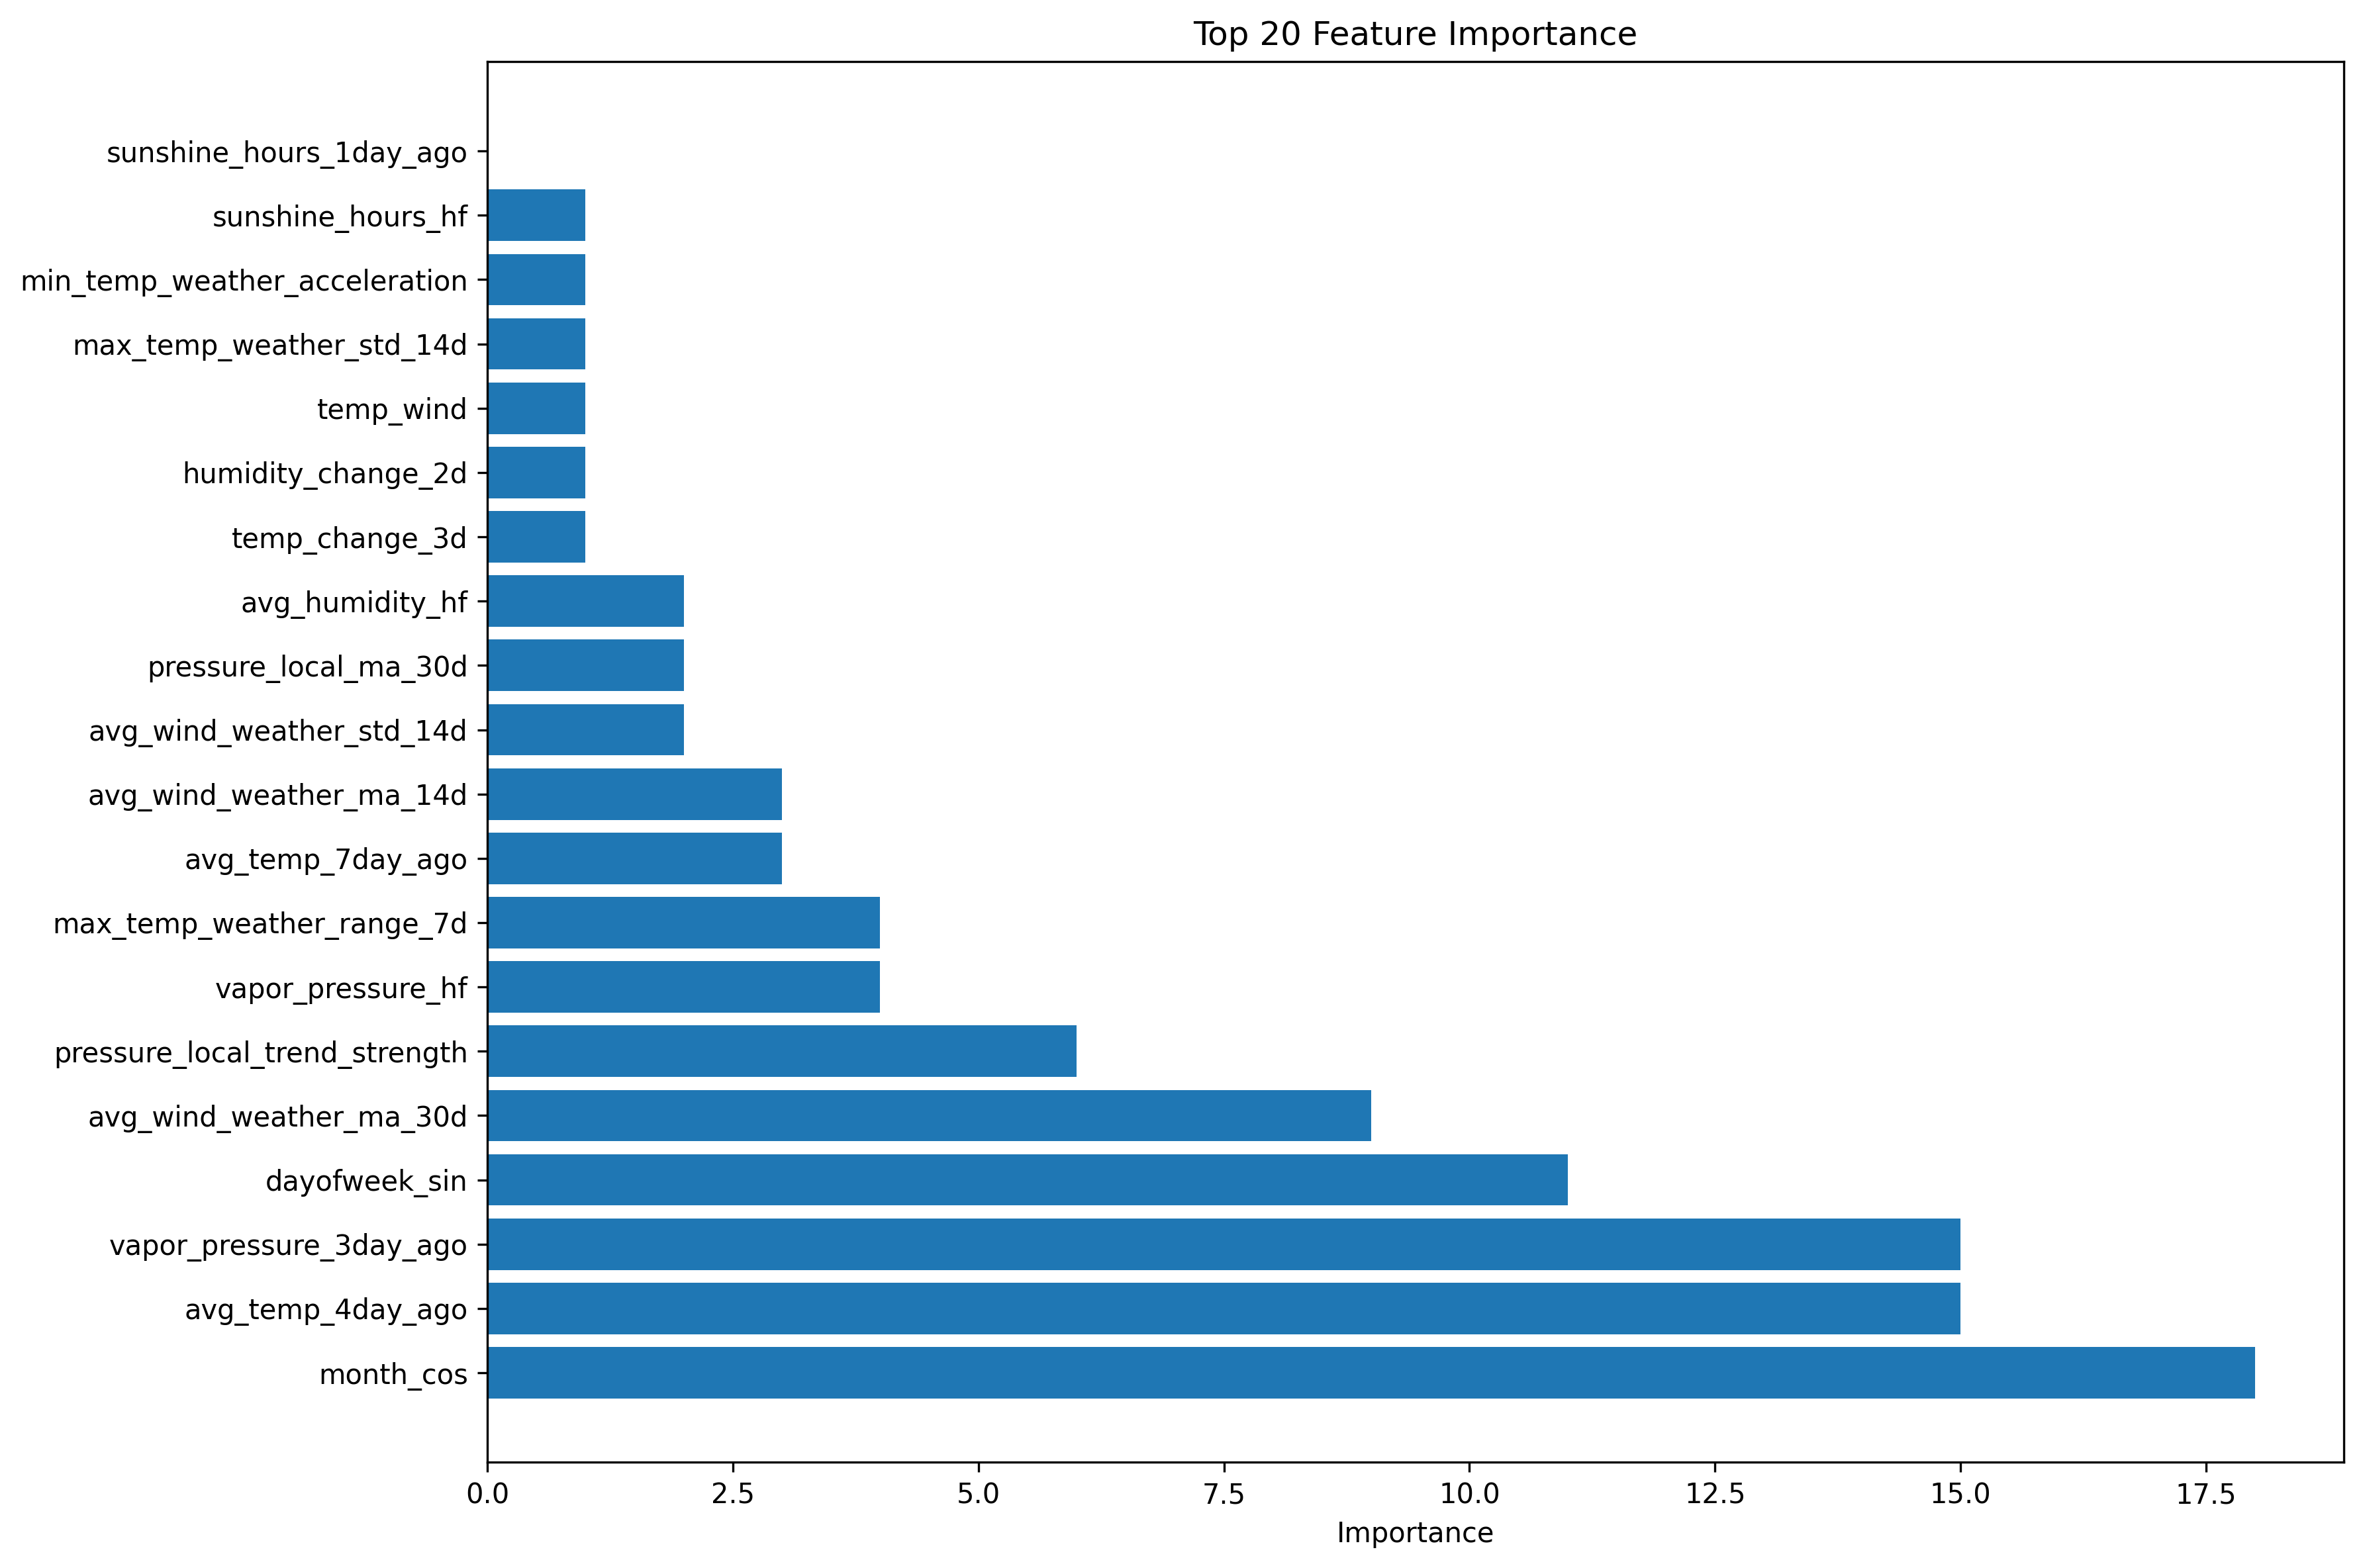 Top 20 Feature Importance
sunshine_hours_1day_ago
sunshine_hours_hf
min_temp_weather_acceleration
max_temp_weather_std_14d
temp_wind
humidity_change_2d
temp_change_3d
avg_humidity_hf
pressure_local_ma_30d
avg_wind_weather_std_14d
avg_wind_weather_ma_14d
avg_temp_7day_ago
max_temp_weather_range_7d
vapor_pressure_hf
pressure_local_trend_strength
avg_wind_weather_ma_30d
dayofweek_sin
vapor_pressure_3day_ago
avg_temp_4day_ago
month_cos
0.0 2.5 5.0 7.5 10.0 12.5 15.0 17.5
Importance